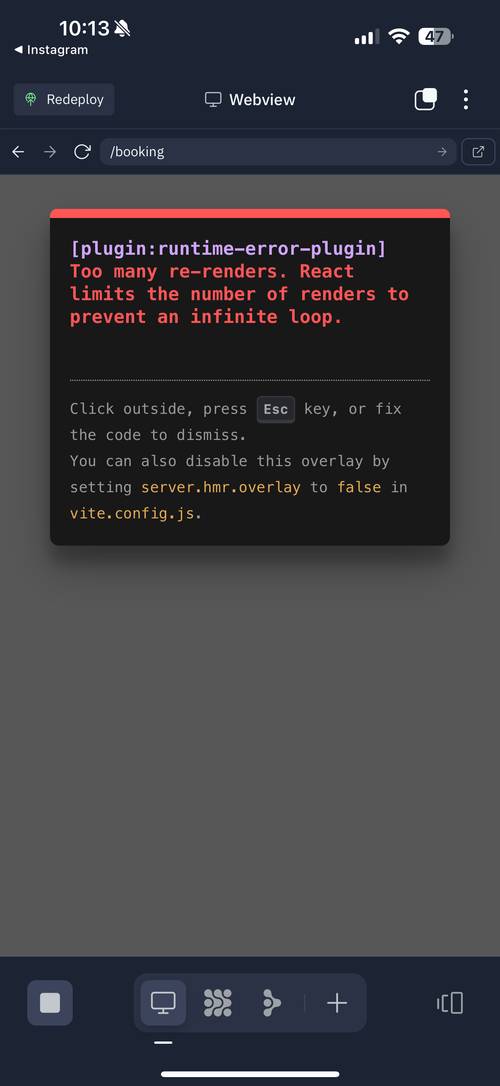 10:13
47
◀ Instagram
Redeploy
Webview
/booking
[plugin:runtime-error-plugin]
Too many re-renders. React
limits the number of renders to
prevent an infinite loop.
Click outside, press Esc key, or fix
the code to dismiss.
You can also disable this overlay by
setting server.hmr.overlay to false in
vite.config.js.